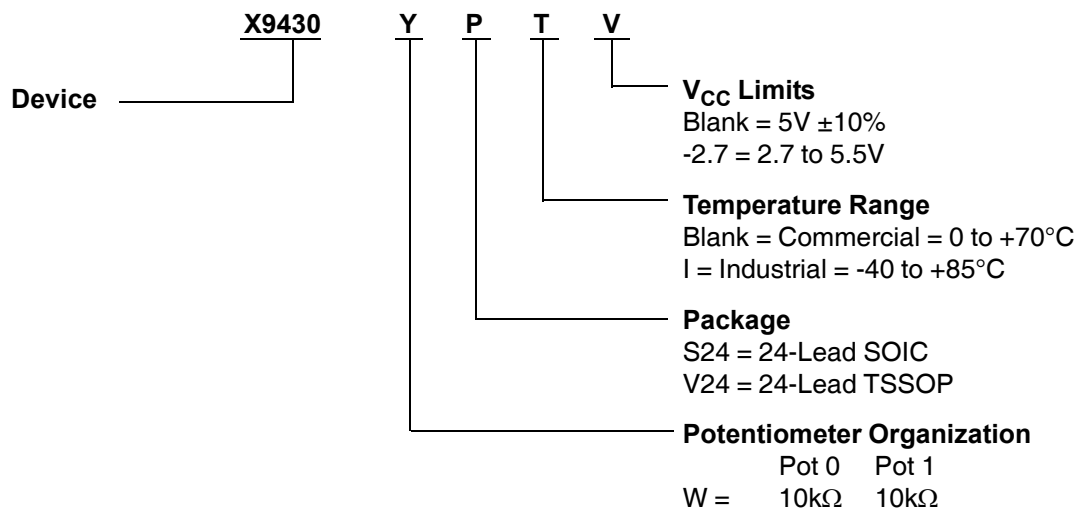 X9430 Y P T V
Device
V_CC Limits
Blank = 5V ±10%
-2.7 = 2.7 to 5.5V
Temperature Range
Blank = Commercial = 0 to +70°C
I = Industrial = -40 to +85°C
Package
S24 = 24-Lead SOIC
V24 = 24-Lead TSSOP
Potentiometer Organization
Pot 0 Pot 1
W = 10kΩ 10kΩ